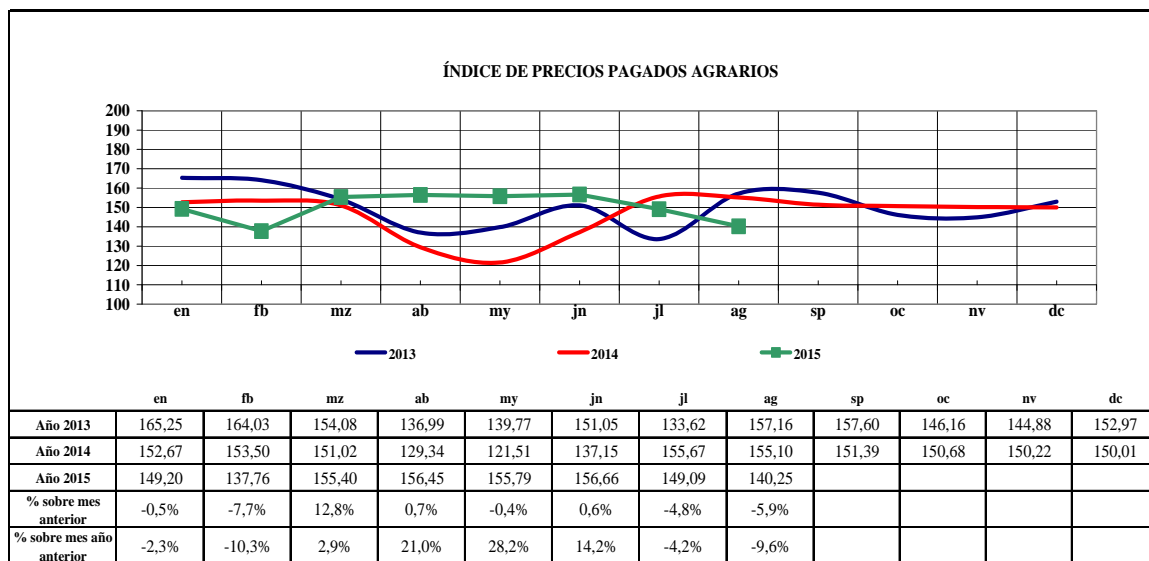 ÍNDICE DE PRECIOS PAGADOS AGRARIOS
200
190
180
170
160
150
140
130
120
110
100
en fb mz ab my jn jl ag sp oc nv dc
2013 2014 2015
en fb mz ab my jn jl ag sp oc nv dc
Año 2013 165,25 164,03 154,08 136,99 139,77 151,05 133,62 157,16 157,60 146,16 144,88 152,97
Año 2014 152,67 153,50 151,02 129,34 121,51 137,15 155,67 155,10 151,39 150,68 150,22 150,01
Año 2015 149,20 137,76 155,40 156,45 155,79 156,66 149,09 140,25
% sobre mes
anterior -0,5% -7,7% 12,8% 0,7% -0,4% 0,6% -4,8% -5,9%
% sobre mes año
anterior -2,3% -10,3% 2,9% 21,0% 28,2% 14,2% -4,2% -9,6%